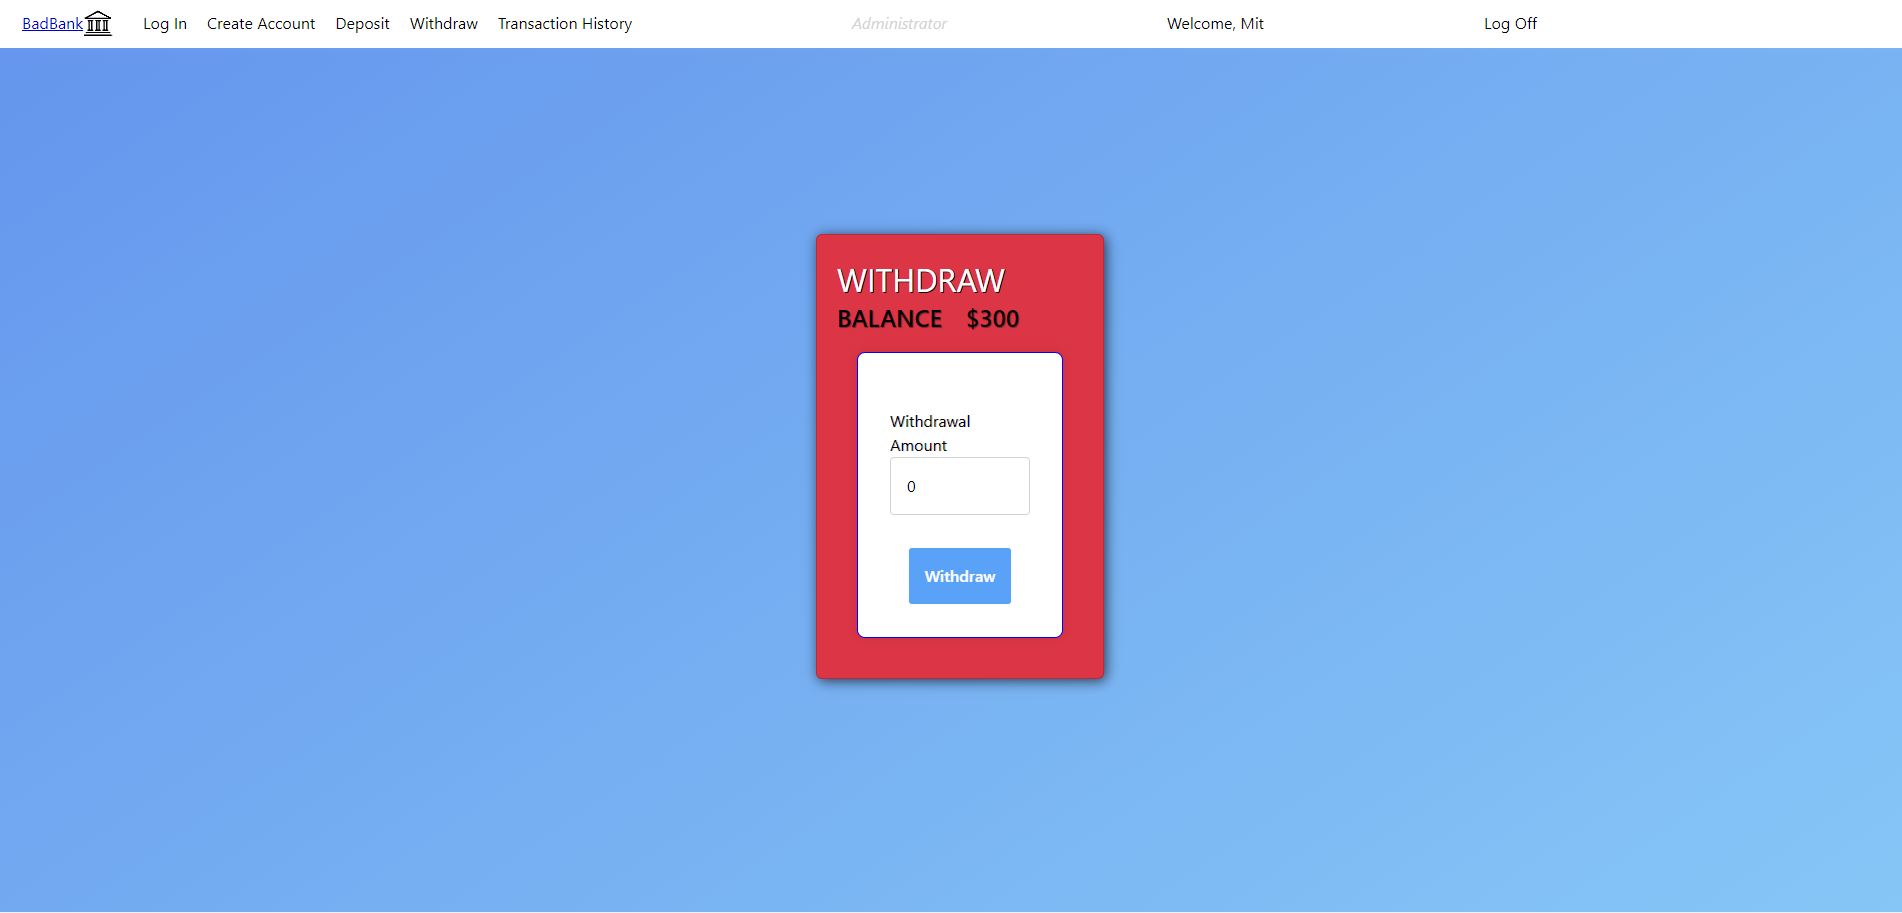 BadBank Log In Create Account Deposit Withdraw Transaction History Administrator Welcome, Mit Log Off
WITHDRAW
BALANCE $300
Withdrawal
Amount
0
Withdraw